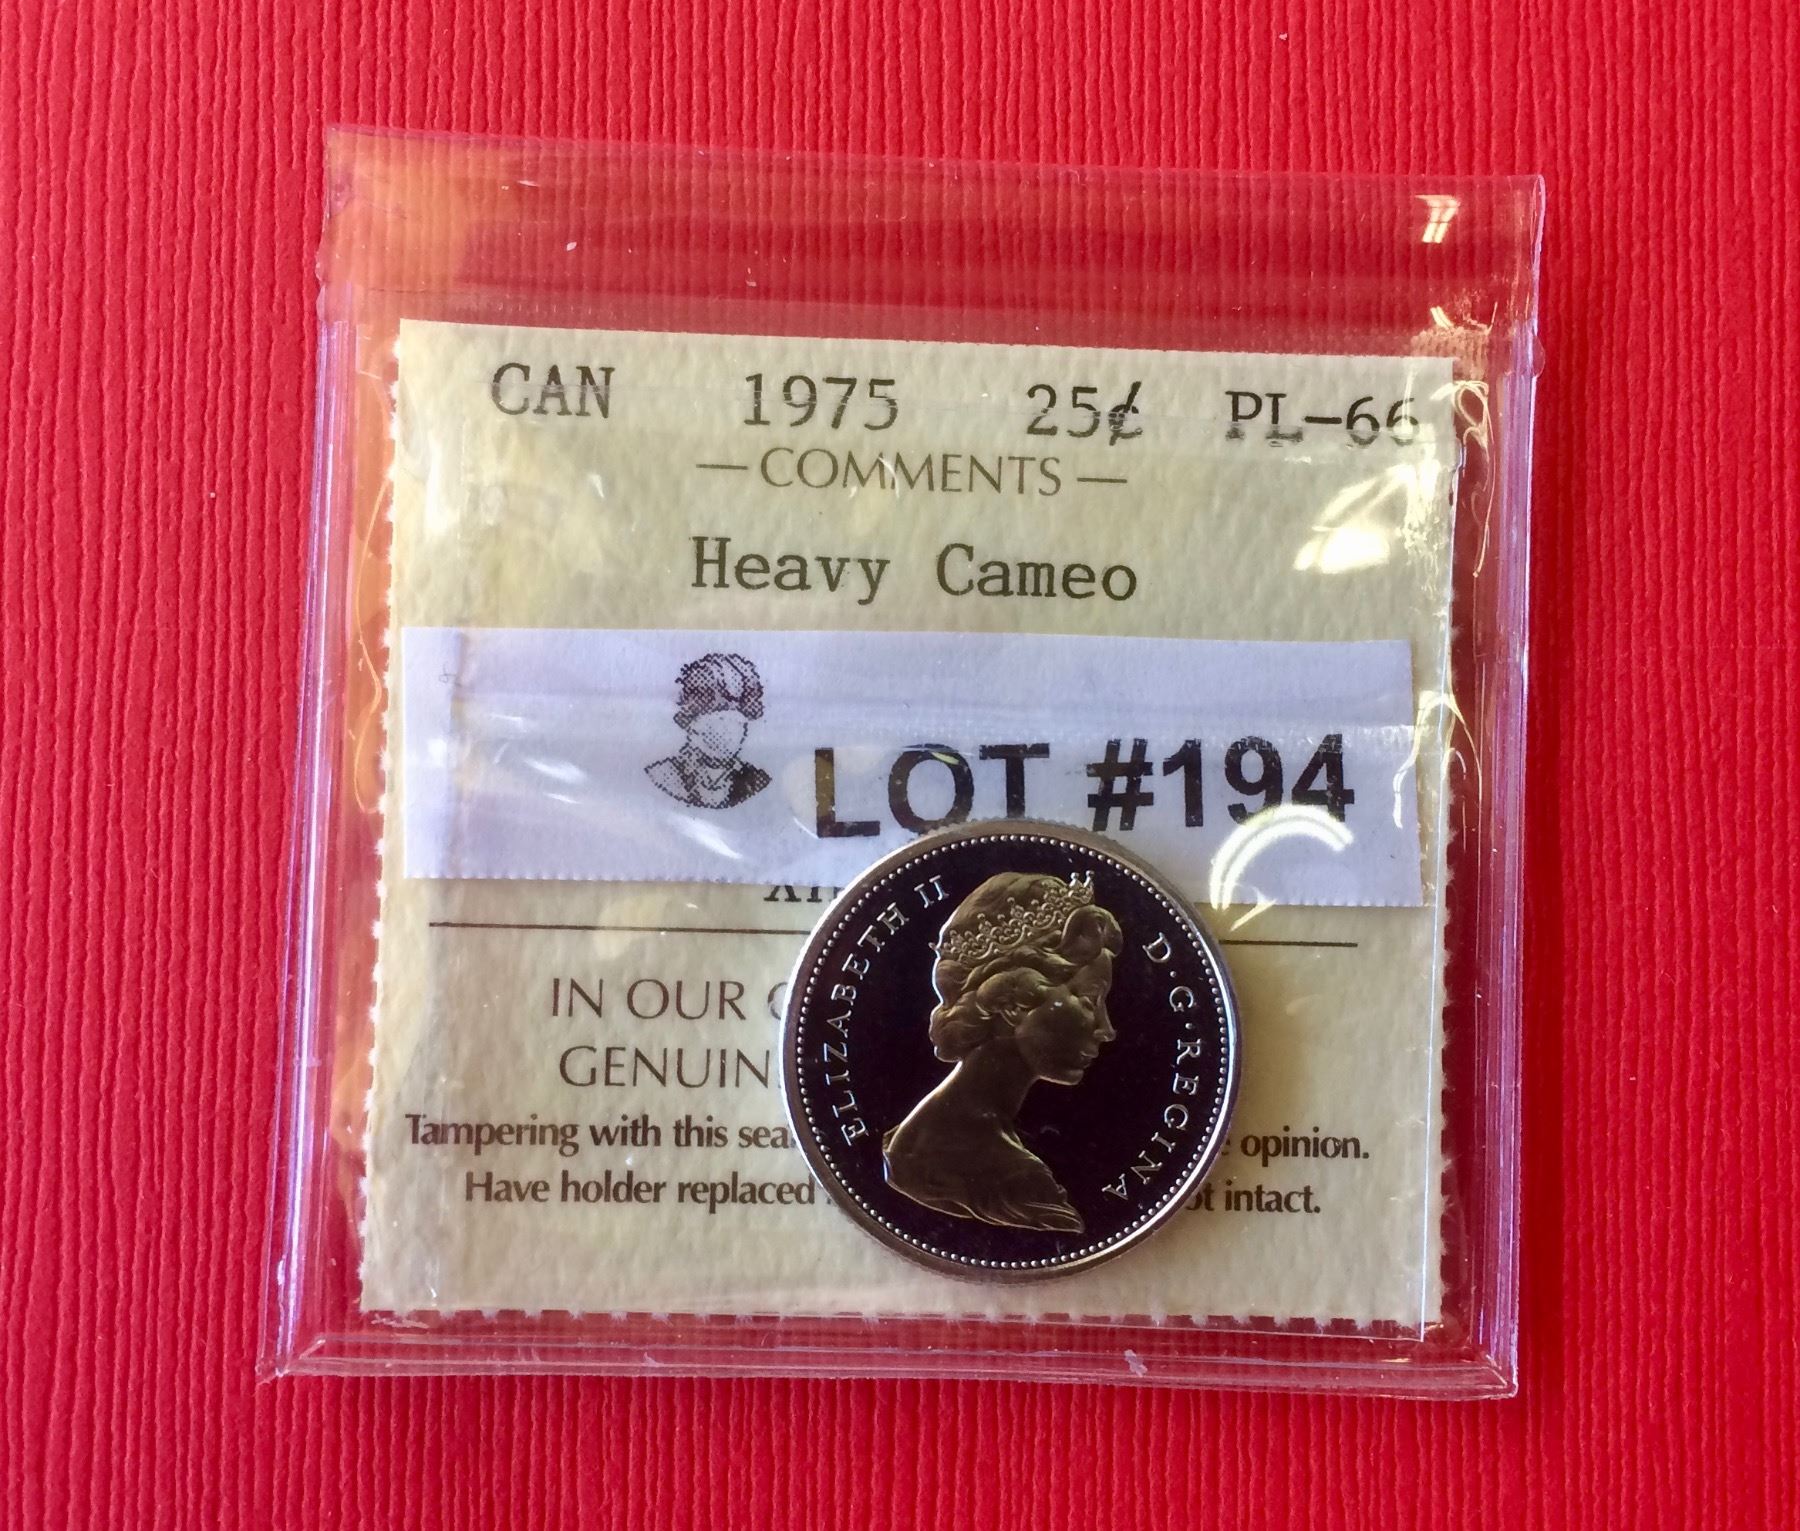 CAN 1975 25¢ PL-66
— COMMENTS —
Heavy Cameo
LOT #194
IN OUR
GENUIN
Tampering with this sea opinion.
Have holder replaced ot intact.
ELIZABETH II D·G·REGINA